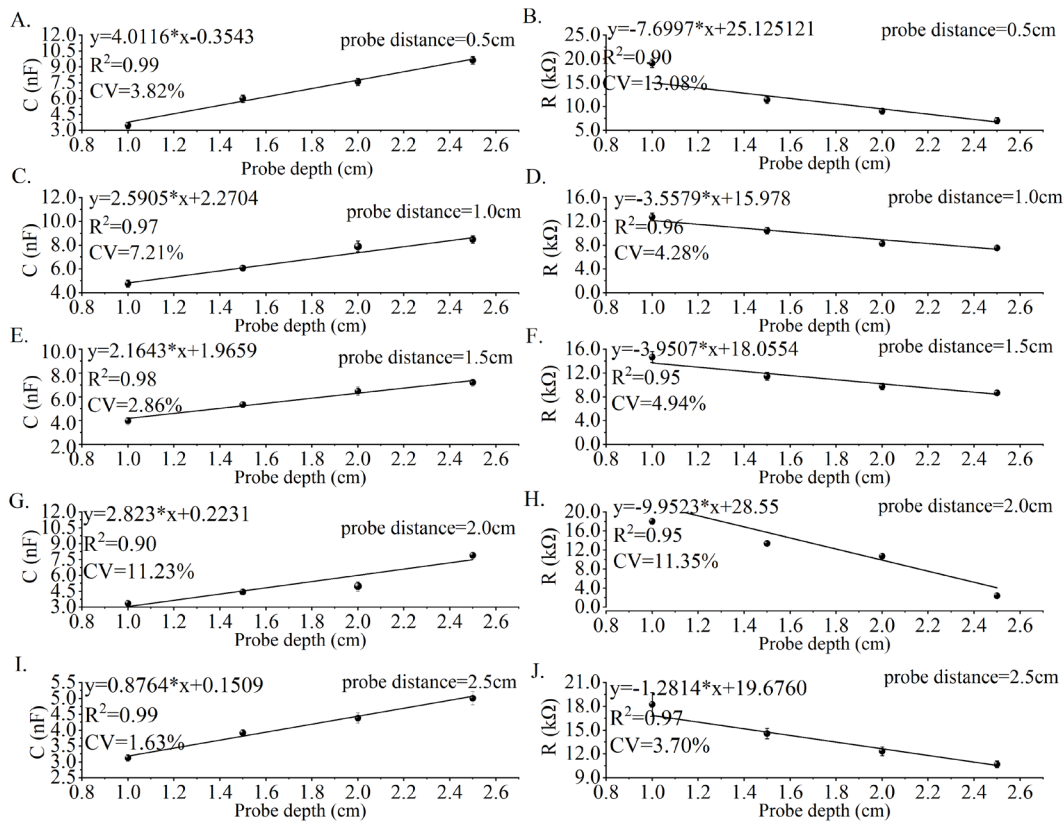 A.
y=4.0116*x-0.3543
probe distance=0.5cm
R²=0.99
CV=3.82%
C (nF)
12.0
10.5
9.0
7.5
6.0
4.5
3.0
0.8 1.0 1.2 1.4 1.6 1.8 2.0 2.2 2.4 2.6
Probe depth (cm)
B.
y=-7.6997*x+25.125121
probe distance=0.5cm
R²=0.90
CV=13.08%
R (kΩ)
25.0
20.0
15.0
10.0
5.0
0.8 1.0 1.2 1.4 1.6 1.8 2.0 2.2 2.4 2.6
Probe depth (cm)
C.
y=2.5905*x+2.2704
probe distance=1.0cm
R²=0.97
CV=7.21%
C (nF)
12.0
10.0
8.0
6.0
4.0
0.8 1.0 1.2 1.4 1.6 1.8 2.0 2.2 2.4 2.6
Probe depth (cm)
D.
y=-3.5579*x+15.978
probe distance=1.0cm
R²=0.96
CV=4.28%
R (kΩ)
16.0
12.0
8.0
4.0
0.0
0.8 1.0 1.2 1.4 1.6 1.8 2.0 2.2 2.4 2.6
Probe depth (cm)
E.
y=2.1643*x+1.9659
probe distance=1.5cm
R²=0.98
CV=2.86%
C (nF)
10.0
8.0
6.0
4.0
2.0
0.8 1.0 1.2 1.4 1.6 1.8 2.0 2.2 2.4 2.6
Probe depth (cm)
F.
y=-3.9507*x+18.0554
probe distance=1.5cm
R²=0.95
CV=4.94%
R (kΩ)
16.0
12.0
8.0
4.0
0.0
0.8 1.0 1.2 1.4 1.6 1.8 2.0 2.2 2.4 2.6
Probe depth (cm)
G.
y=2.823*x+0.2231
probe distance=2.0cm
R²=0.90
CV=11.23%
C (nF)
12.0
10.5
9.0
7.5
6.0
4.5
3.0
0.8 1.0 1.2 1.4 1.6 1.8 2.0 2.2 2.4 2.6
Probe depth (cm)
H.
y=-9.9523*x+28.55
probe distance=2.0cm
R²=0.95
CV=11.35%
R (kΩ)
20.0
16.0
12.0
8.0
4.0
0.0
0.8 1.0 1.2 1.4 1.6 1.8 2.0 2.2 2.4 2.6
Probe depth (cm)
I.
y=0.8764*x+0.1509
probe distance=2.5cm
R²=0.99
CV=1.63%
C (nF)
5.5
5.0
4.5
4.0
3.5
3.0
2.5
0.8 1.0 1.2 1.4 1.6 1.8 2.0 2.2 2.4 2.6
Probe depth (cm)
J.
y=-1.2814*x+19.6760
probe distance=2.5cm
R²=0.97
CV=3.70%
R (kΩ)
21.0
18.0
15.0
12.0
9.0
0.8 1.0 1.2 1.4 1.6 1.8 2.0 2.2 2.4 2.6
Probe depth (cm)